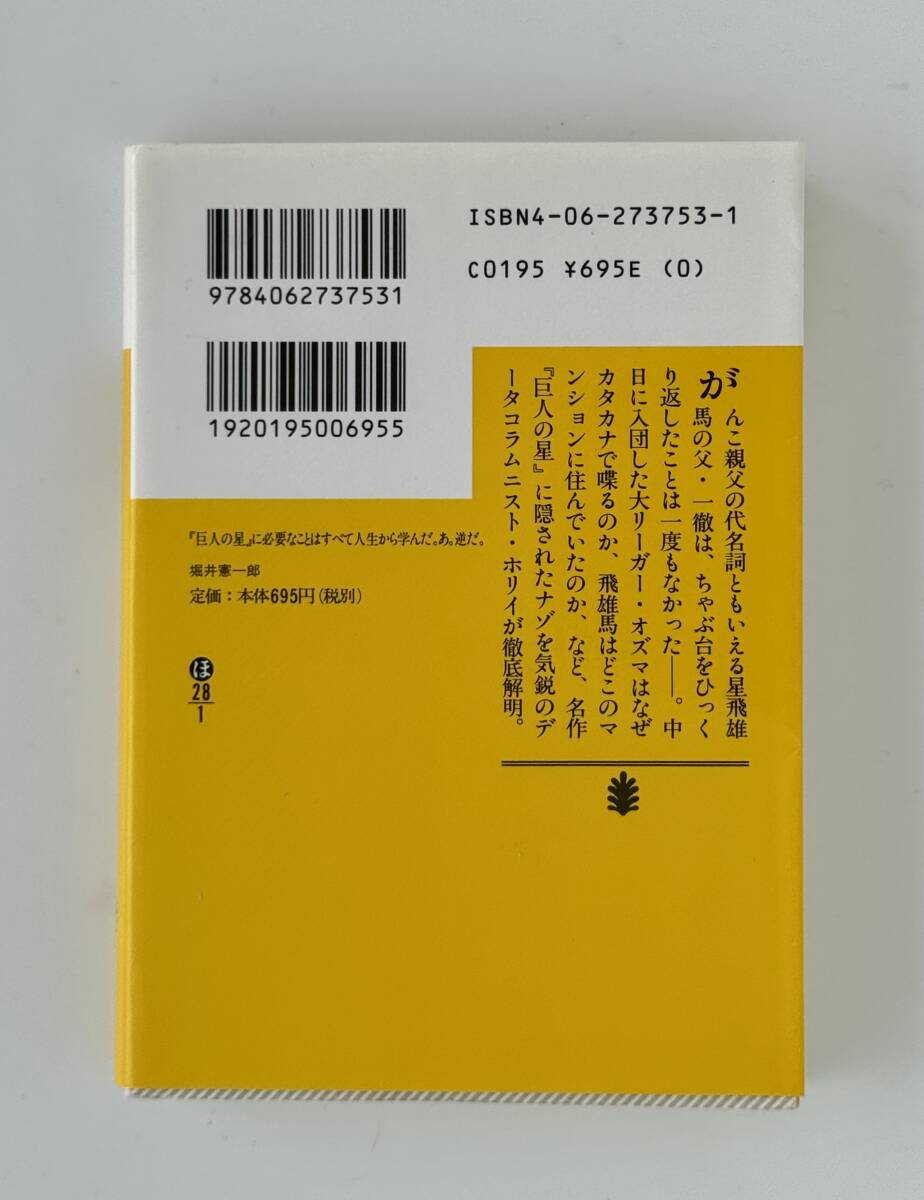 ISBN4-06-273753-1
C0195 ¥695E (0)
9784062737531
1920195006955
がんこ親父の代名詞ともいえる星飛雄
馬の父・一徹は、ちゃぶ台をひっく
り返したことは一度もなかった――。中
日に入団した大リーガー・オズマはなぜ
カタカナで喋るのか、飛雄馬はどこのマ
ンションに住んでいたのか、など、名作
『巨人の星』に隠されたナゾを気鋭のデ
ータコラムニスト・ホリイが徹底解明。
『巨人の星』に必要なことはすべて人生から学んだ。あ。逆だ。
堀井憲一郎
定価：本体695円（税別）
ほ
28
1